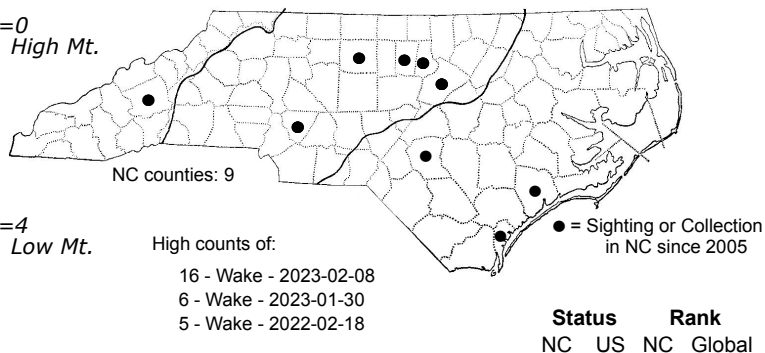 =0
High Mt.
NC counties: 9
=4
Low Mt.
High counts of:
16 - Wake - 2023-02-08
6 - Wake - 2023-01-30
5 - Wake - 2022-02-18
● = Sighting or Collection
in NC since 2005
Status Rank
NC US NC Global